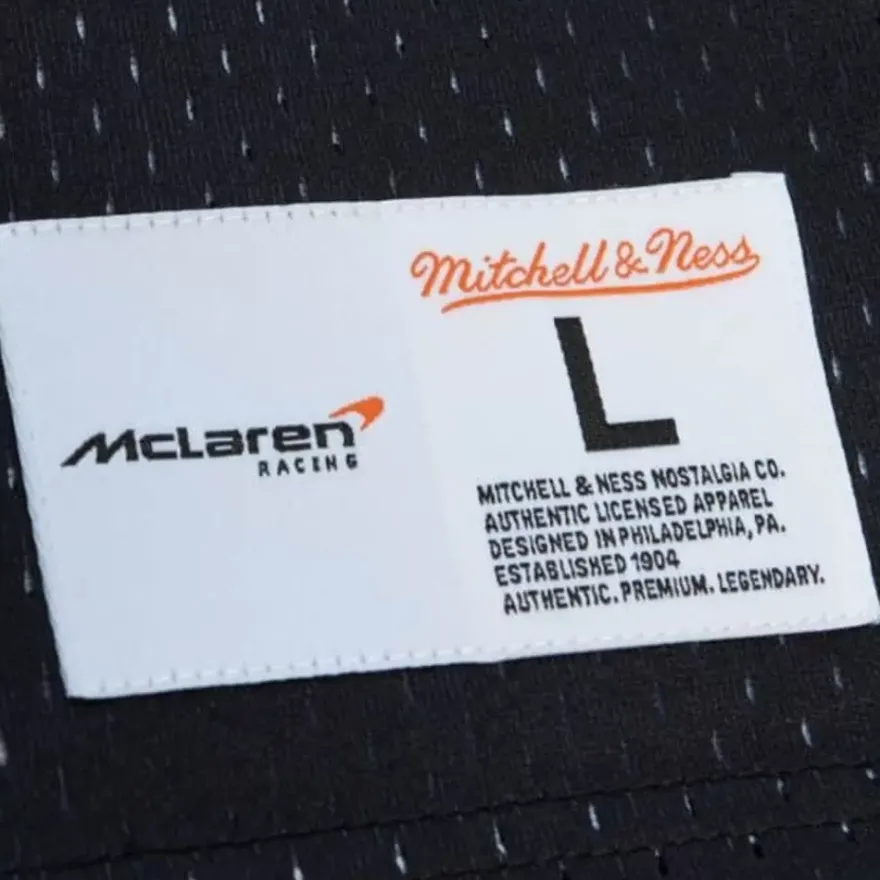 McLaren
RACING
Mitchell & Ness
L
MITCHELL & NESS NOSTALGIA CO.
AUTHENTIC LICENSED APPAREL
DESIGNED IN PHILADELPHIA, PA.
ESTABLISHED 1904
AUTHENTIC. PREMIUM. LEGENDARY.